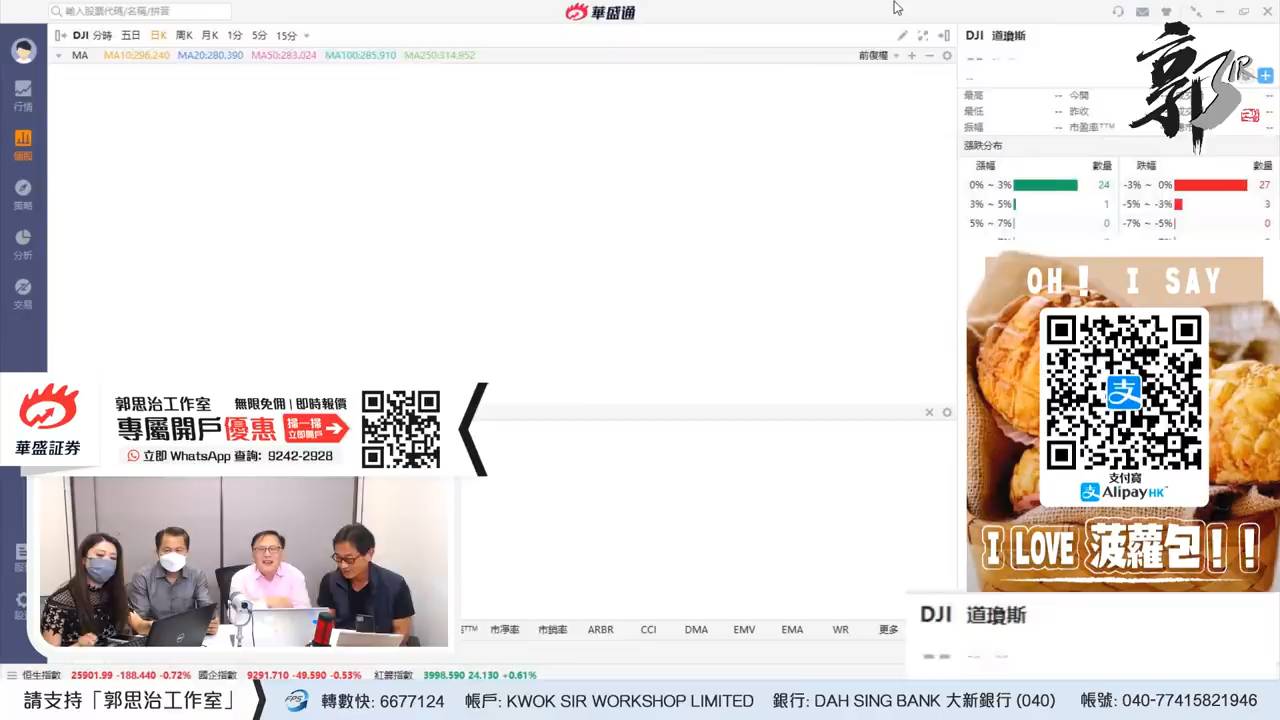 輸入股票代碼/名稱/拼音
華盛通
DJI 分時 五日 日K 周K 月K 1分 5分 15分
MA MA10:296,240 MA20:280,390 MA50:283,024 MA100:285,910 MA250:314,952
前復權
DJI 道瓊斯
郭SIR
最高 -- 今開
最低 -- 昨收
振幅 -- 市盈率TTM
漲跌分布
漲幅 數量 跌幅 數量
0% ~ 3% 24 -3% ~ 0% 27
3% ~ 5% 1 -5% ~ -3% 3
5% ~ 7% 0 -7% ~ -5% 0
行情
個股
策略
分析
交易
OH! I SAY
支
支付寳
支 Alipay HK
I LOVE 菠蘿包!!
華盛証券
郭思治工作室 無限免佣 | 即時報價
專屬開戶優惠 掃一掃 立即開戶
立即 WhatsApp 查詢: 9242-2928
市淨率 市銷率 ARBR CCI DMA EMV EMA WR 更多
DJI 道瓊斯
恒生指數 25901.99 -188.440 -0.72% 國企指數 9291.710 -49.590 -0.53% 紅籌指數 3998.590 24.130 +0.61%
請支持「郭思治工作室」
FPS 轉數快: 6677124 帳戶: KWOK SIR WORKSHOP LIMITED 銀行: DAH SING BANK 大新銀行 (040) 帳號: 040-77415821946